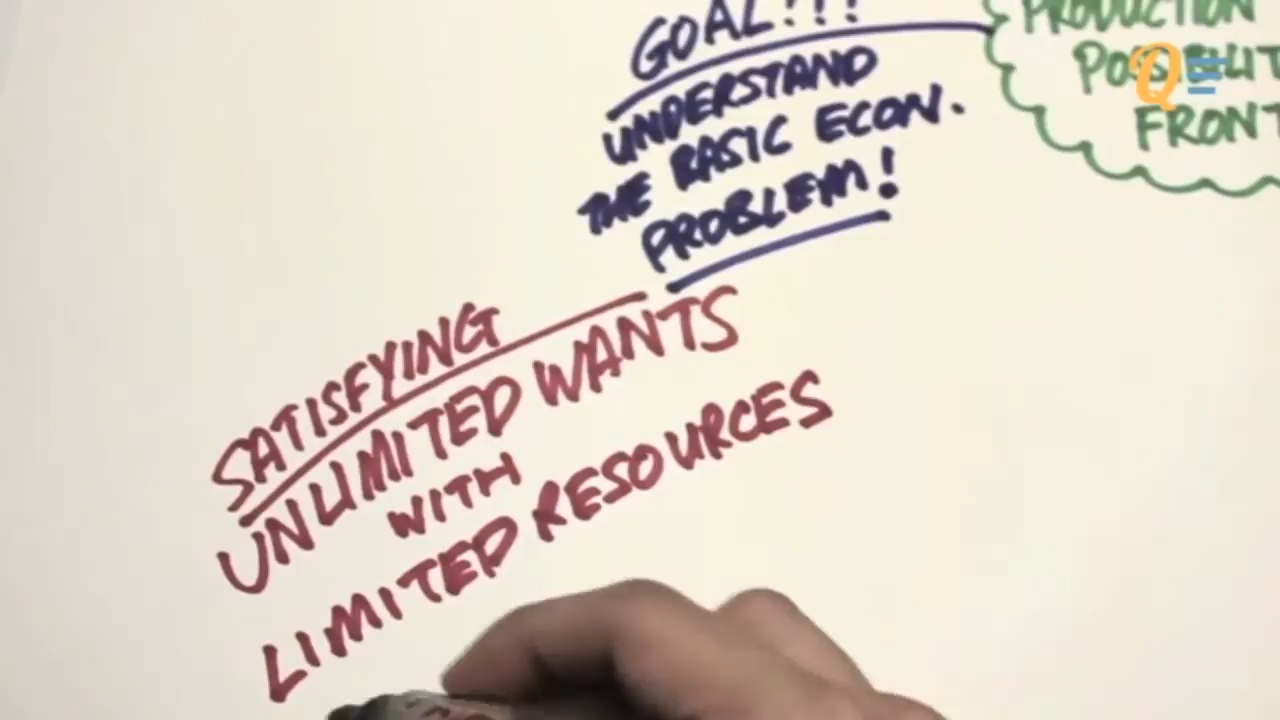 GOAL!!!
UNDERSTAND
THE BASIC ECON.
PROBLEM!
PRODUCTION
POSSIBILIT
FRONT
SATISFYING
UNLIMITED WANTS
WITH
LIMITED RESOURCES